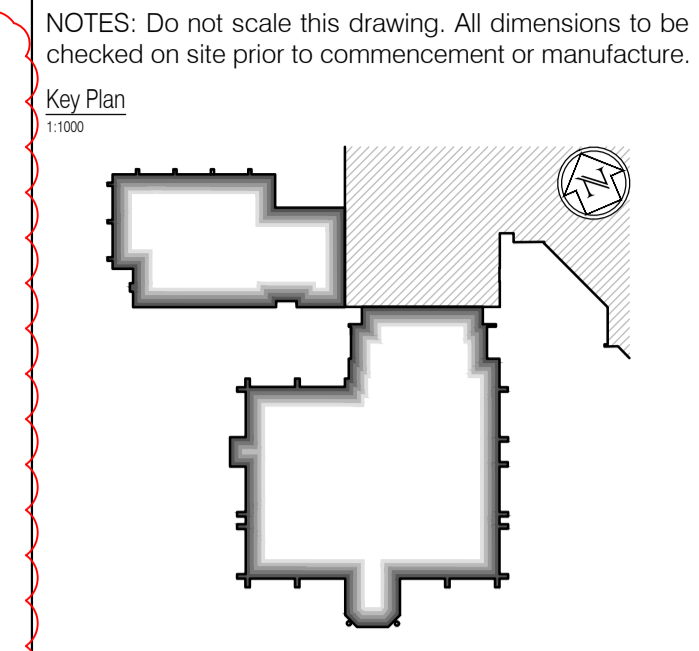 NOTES: Do not scale this drawing. All dimensions to be
checked on site prior to commencement or manufacture.
Key Plan
1:1000
N